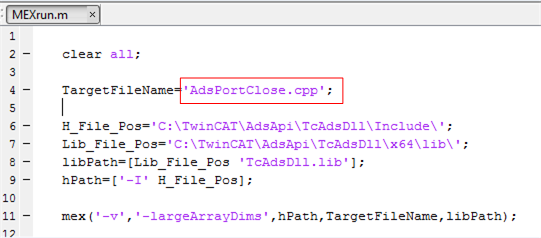 MEXrun.m ×
1
2 – clear all;
3
4 – TargetFileName='AdsPortClose.cpp';
5
6 – H_File_Pos='C:\TwinCAT\AdsApi\TcAdsDll\Include\';
7 – Lib_File_Pos='C:\TwinCAT\AdsApi\TcAdsDll\x64\lib\';
8 – libPath=[Lib_File_Pos 'TcAdsDll.lib'];
9 – hPath=['-I' H_File_Pos];
10
11 – mex('-v','-largeArrayDims',hPath,TargetFileName,libPath);
12